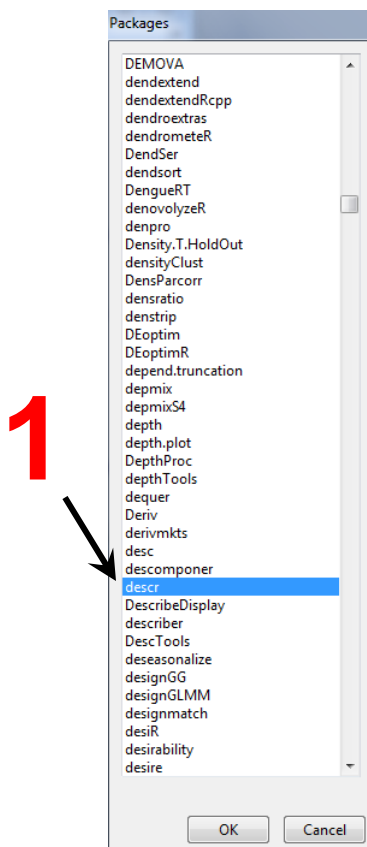 Packages
DEMOVA
dendextend
dendextendRcpp
dendroextras
dendrometeR
DendSer
dendsort
DengueRT
denovolyzeR
denpro
Density.T.HoldOut
densityClust
DensParcorr
densratio
denstrip
DEoptim
DEoptimR
depend.truncation
depmix
depmixS4
depth
depth.plot
DepthProc
depthTools
dequer
Deriv
derivmkts
desc
descomponer
1
descr
DescribeDisplay
describer
DescTools
deseasonalize
designGG
designGLMM
designmatch
desiR
desirability
desire
OK Cancel